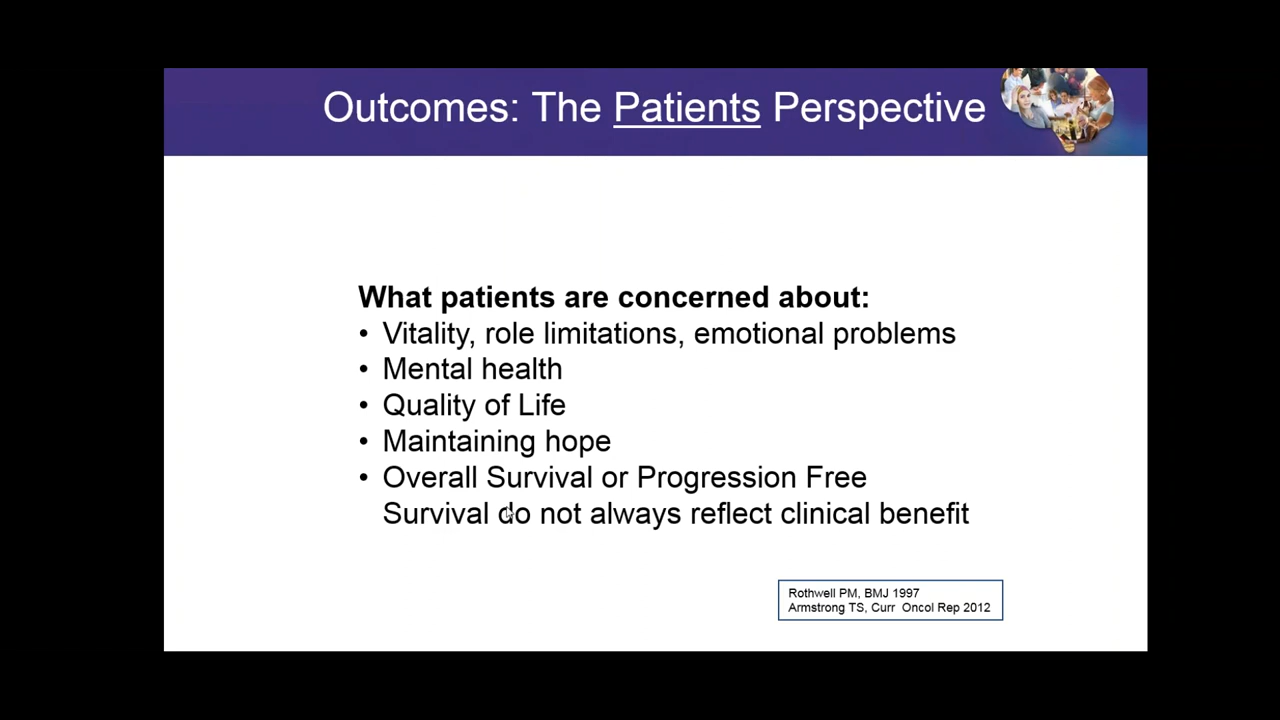 Outcomes: The Patients Perspective
What patients are concerned about:
• Vitality, role limitations, emotional problems
• Mental health
• Quality of Life
• Maintaining hope
• Overall Survival or Progression Free
Survival do not always reflect clinical benefit
Rothwell PM, BMJ 1997
Armstrong TS, Curr Oncol Rep 2012